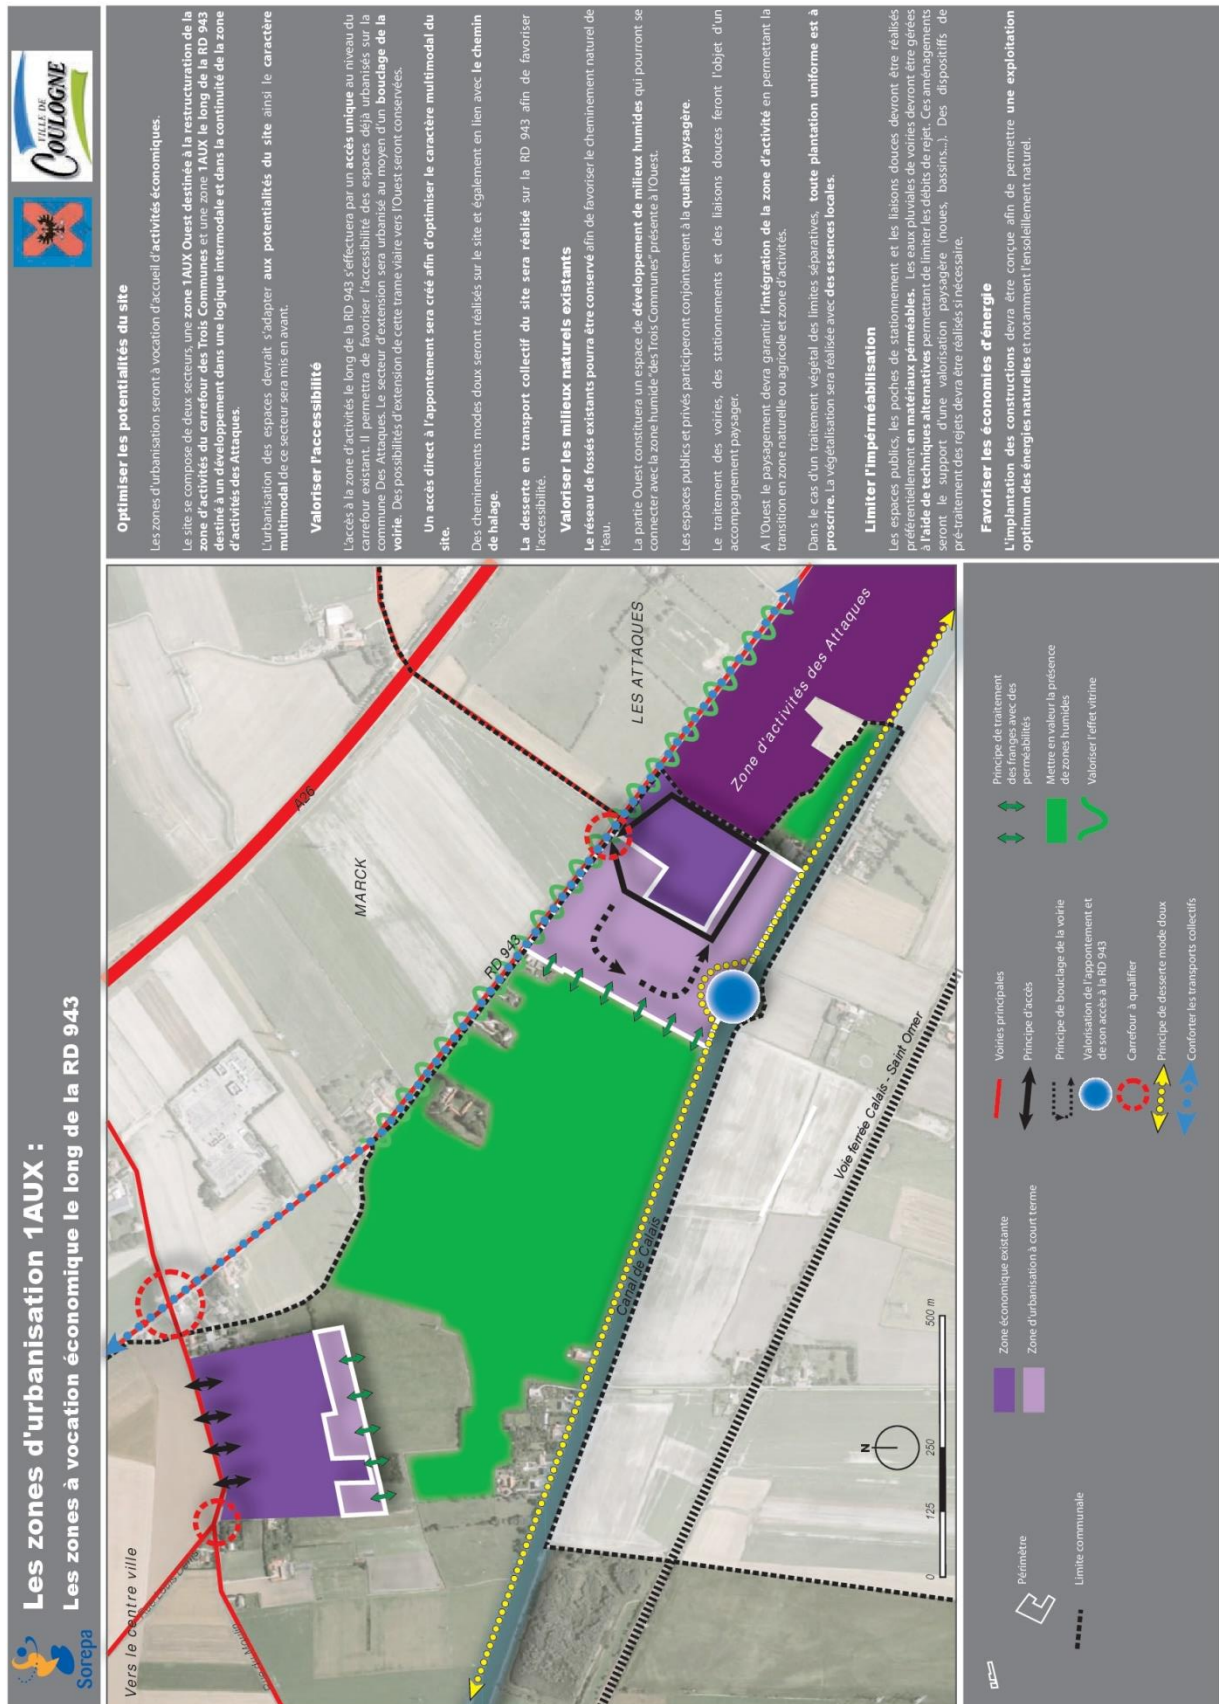 Les zones d'urbanisation 1AUX :
Les zones à vocation économique le long de la RD 943
Sorepa
VILLE DE
COULOGNE
Vers le centre ville
MARCK
A26
RD 943
LES ATTAQUES
Zone d'activités des Attaques
Canal de Calais
Voie ferrée Calais - Saint Omer
N
0 125 250 500 m
Optimiser les potentialités du site
Les zones d'urbanisation seront à vocation d'accueil d'activités économiques.
Le site se compose de deux secteurs, une zone 1AUX Ouest destinée à la restructuration de la
zone d'activités du carrefour des Trois Communes et une zone 1AUX le long de la RD 943
destiné à un développement dans une logique intermodale et dans la continuité de la zone
d'activités des Attaques.
L'urbanisation des espaces devrait s'adapter aux potentialités du site ainsi le caractère
multimodal de ce secteur sera mis en avant.
Valoriser l'accessibilité
L'accès à la zone d'activités le long de la RD 943 s'effectuera par un accès unique au niveau du
carrefour existant. Il permettra de favoriser l'accessibilité des espaces déjà urbanisés sur la
commune Des Attaques. Le secteur d'extension sera urbanisé au moyen d'un bouclage de la
voirie. Des possibilités d'extension de cette trame viaire vers l'Ouest seront conservées.
Un accès direct à l'appontement sera créé afin d'optimiser le caractère multimodal du
site.
Des cheminements modes doux seront réalisés sur le site et également en lien avec le chemin
de halage.
La desserte en transport collectif du site sera réalisé sur la RD 943 afin de favoriser
l'accessibilité.
Valoriser les milieux naturels existants
Le réseau de fossés existants pourra être conservé afin de favoriser le cheminement naturel de
l'eau.
La partie Ouest constituera un espace de développement de milieux humides qui pourront se
connecter avec la zone humide "des Trois Communes" présente à l'Ouest.
Les espaces publics et privés participeront conjointement à la qualité paysagère.
Le traitement des voiries, des stationnements et des liaisons douces feront l'objet d'un
accompagnement paysager.
A l'Ouest le paysagement devra garantir l'intégration de la zone d'activité en permettant la
transition en zone naturelle ou agricole et zone d'activités.
Dans le cas d'un traitement végétal des limites séparatives, toute plantation uniforme est à
proscrire. La végétalisation sera réalisée avec des essences locales.
Limiter l'impérméabilisation
Les espaces publics, les poches de stationnement et les liaisons douces devront être réalisés
préférentiellement en matériaux pérméables. Les eaux pluviales de voiries devront être gérées
à l'aide de techniques alternatives permettant de limiter les débits de rejet. Ces aménagements
seront le support d'une valorisation paysagère (noues, bassins...). Des dispositifs de
pré-traitement des rejets devra être réalisés si nécessaire.
Favoriser les économies d'énergie
L'implantation des constructions devra être conçue afin de permettre une exploitation
optimum des énergies naturelles et notamment l'ensoleillement naturel.
Périmètre
Limite communale
Zone économique existante
Zone d'urbanisation à court terme
Voiries principales
Principe d'accès
Principe de bouclage de la voirie
Valorisation de l'appontement et
de son accès à la RD 943
Carrefour à qualifier
Principe de desserte mode doux
Conforter les transports collectifs
Principe de traitement
des franges avec des
perméabilités
Mettre en valeur la présence
de zones humides
Valoriser l'effet vitrine